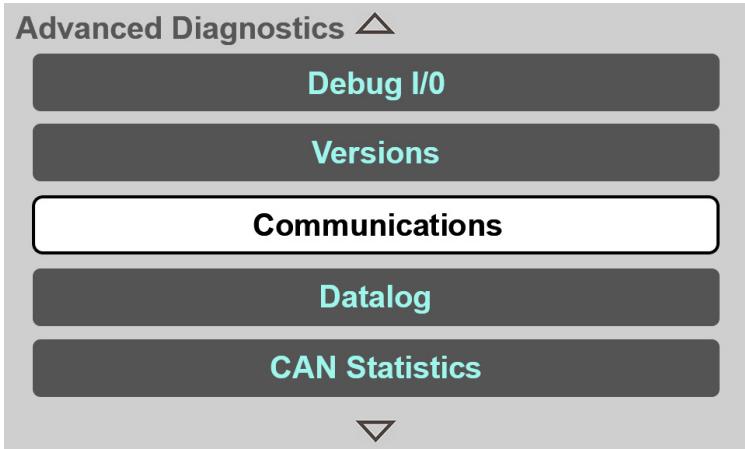 Advanced Diagnostics
Debug I/0
Versions
Communications
Datalog
CAN Statistics